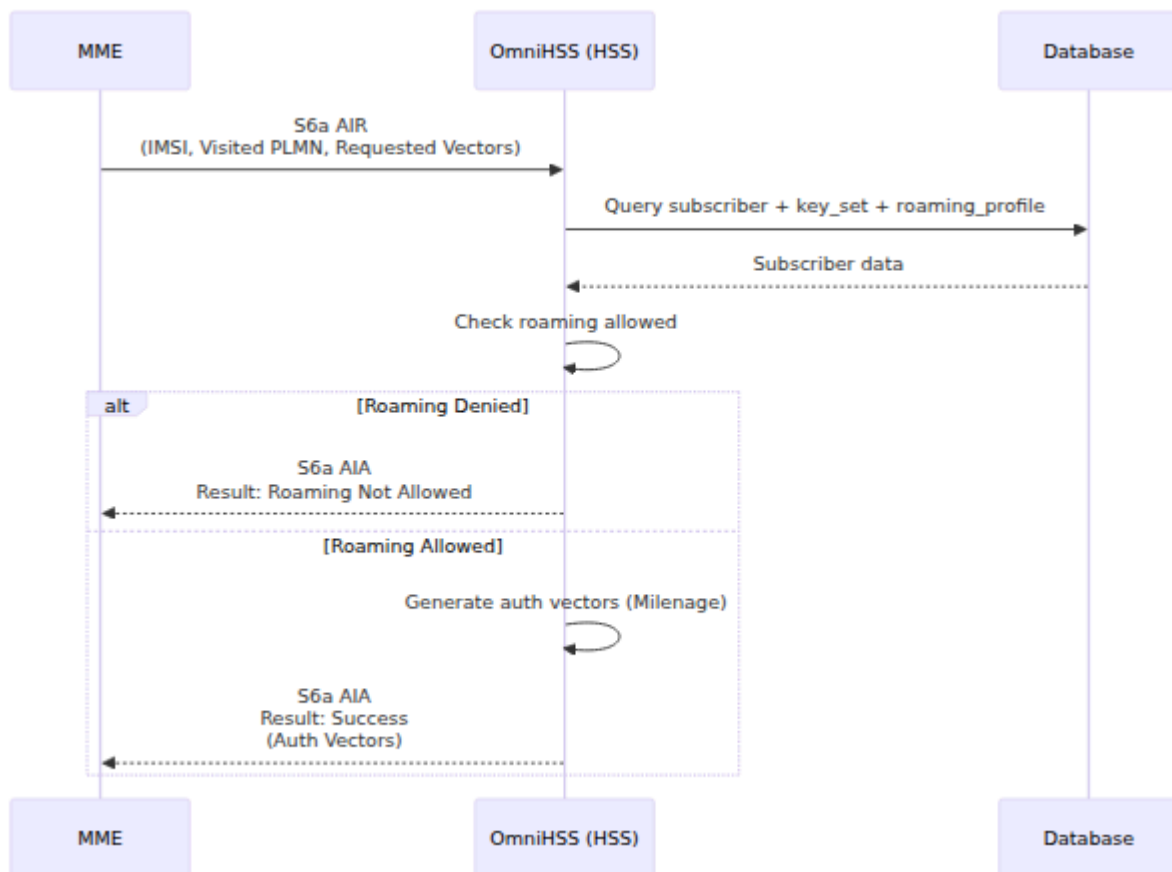 MME
OmniHSS (HSS)
Database
S6a AIR
(IMSI, Visited PLMN, Requested Vectors)
Query subscriber + key_set + roaming_profile
Subscriber data
Check roaming allowed
alt
[Roaming Denied]
S6a AIA
Result: Roaming Not Allowed
[Roaming Allowed]
Generate auth vectors (Milenage)
S6a AIA
Result: Success
(Auth Vectors)
MME
OmniHSS (HSS)
Database